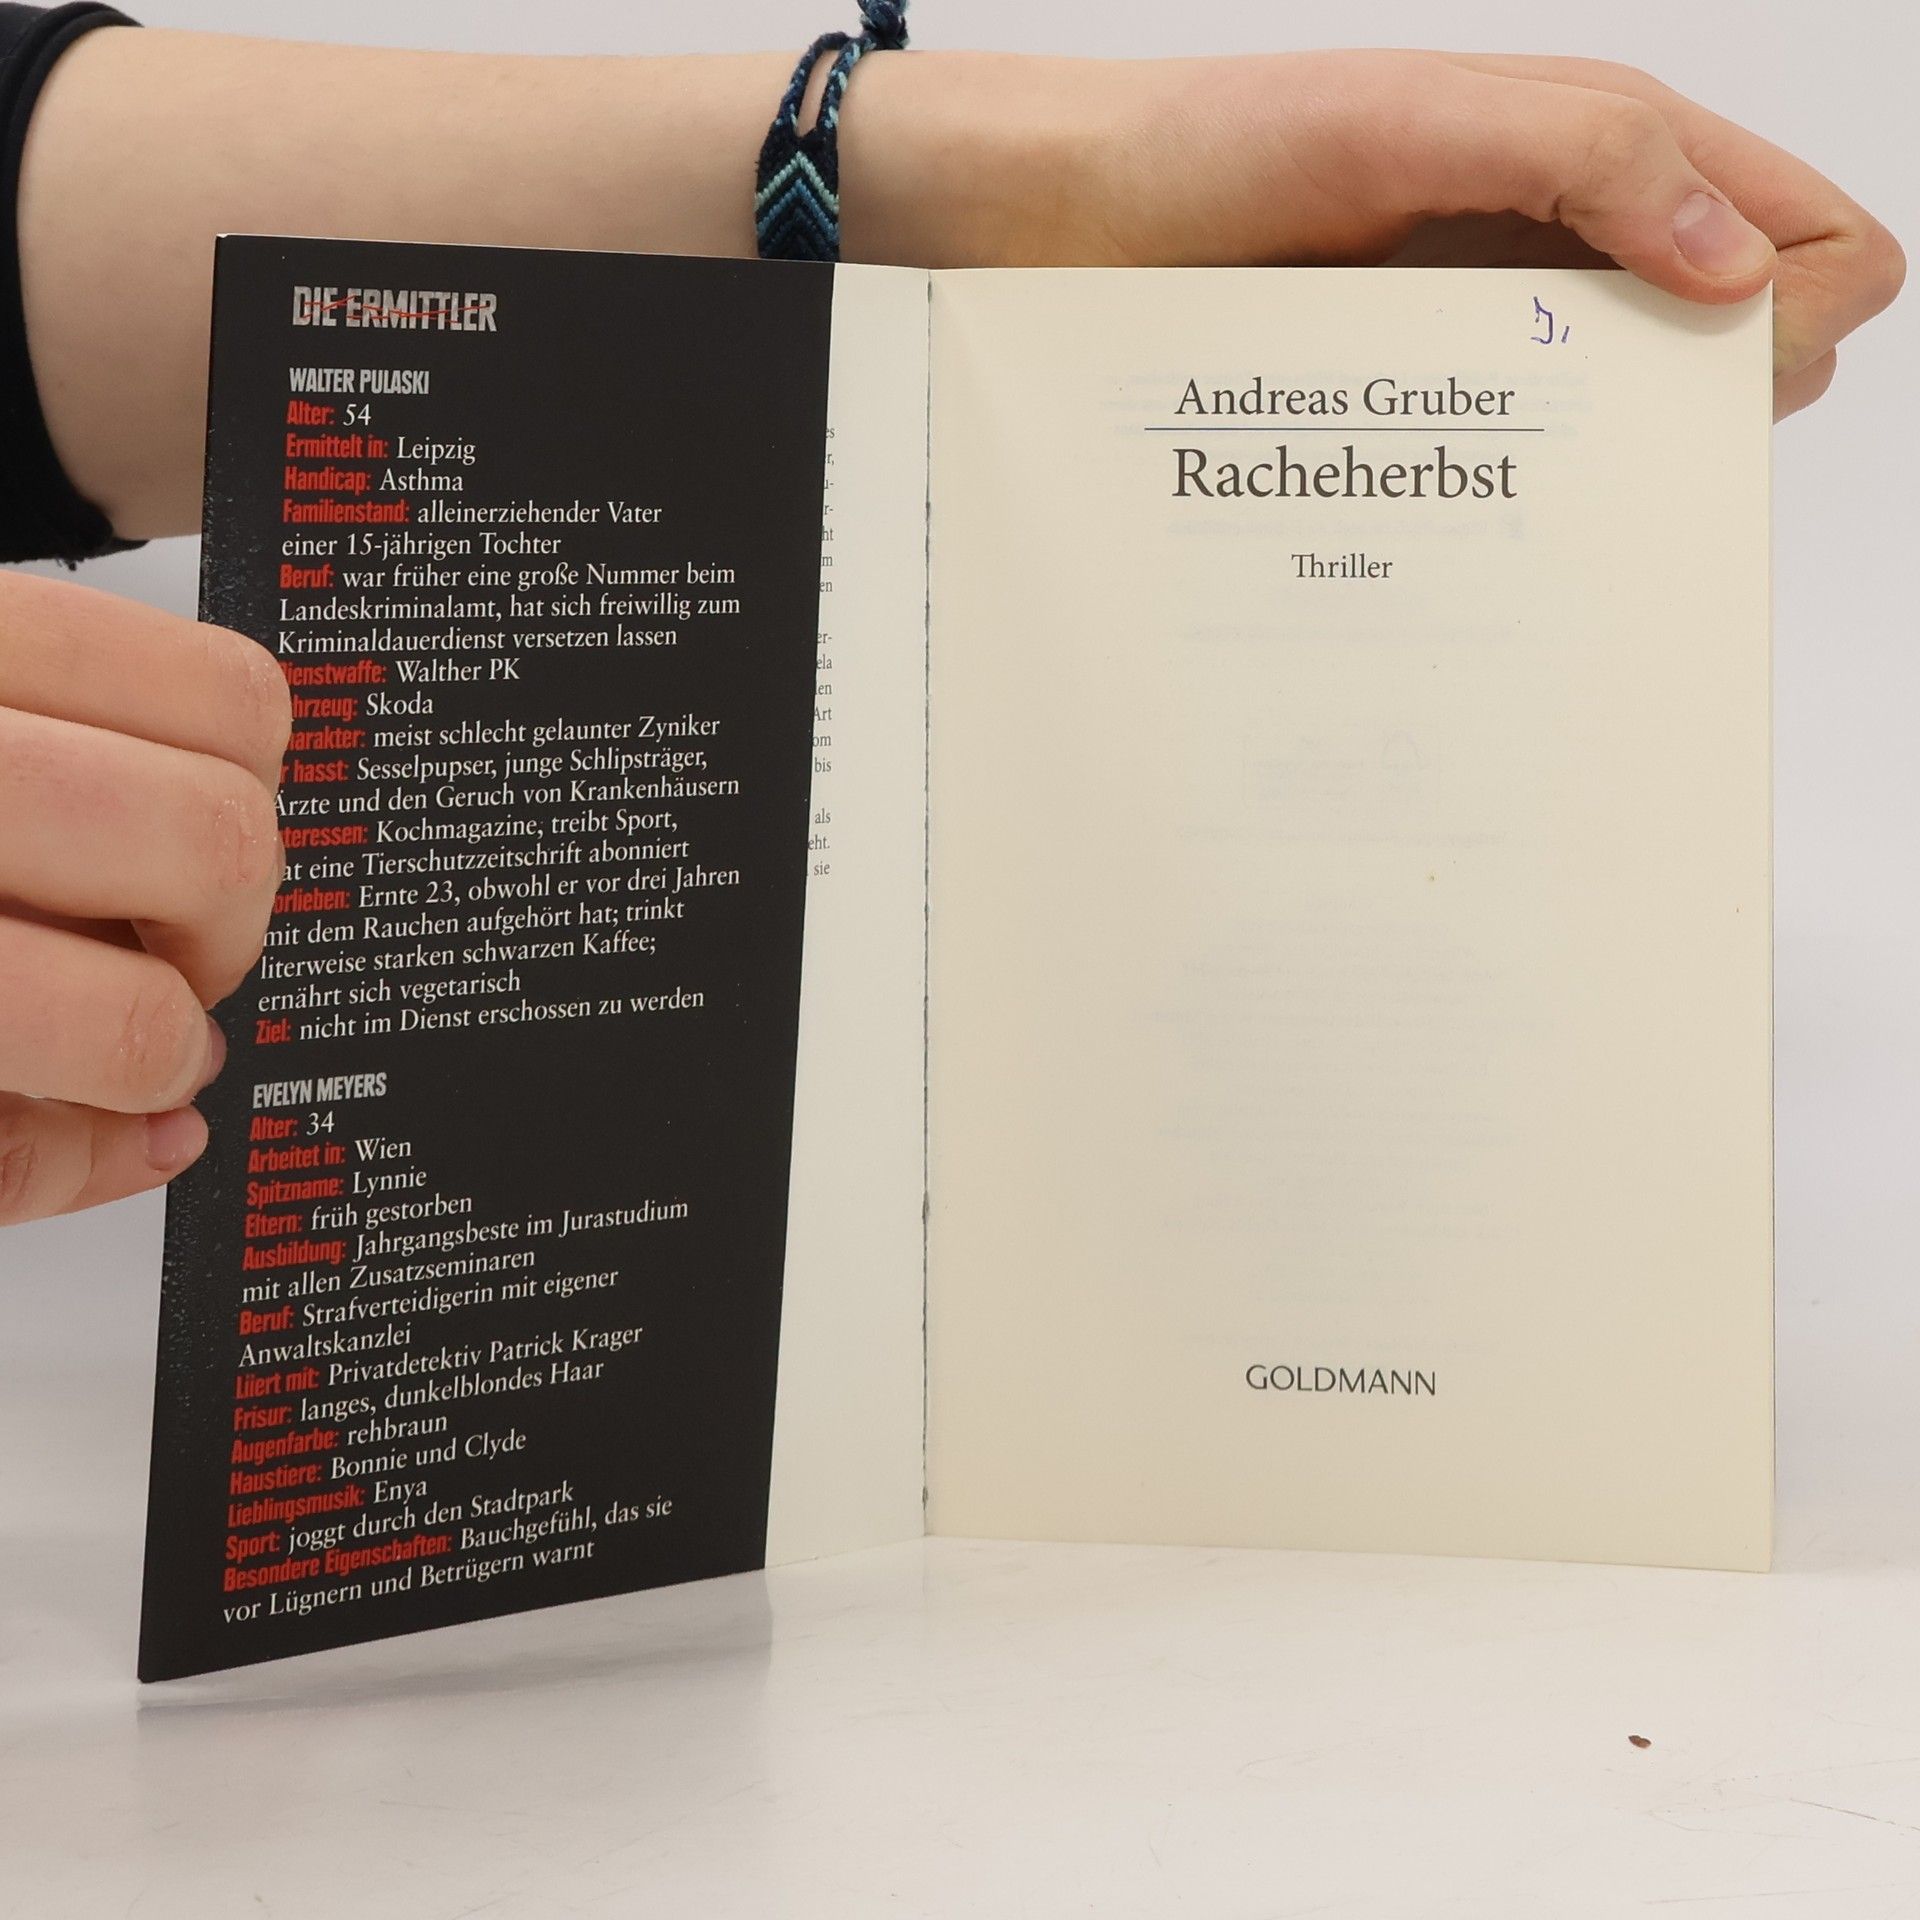 DIE ERMITTLER
WALTER PULASKI
Alter: 54
Ermittelt in: Leipzig
Handicap: Asthma
Familienstand: alleinerziehender Vater
einer 15-jährigen Tochter
Beruf: war früher eine große Nummer beim
Landeskriminalamt, hat sich freiwillig zum
Kriminaldauerdienst versetzen lassen
ienstwaffe: Walther PK
hrzeug: Skoda
arakter: meist schlecht gelaunter Zyniker
r hasst: Sesselpupser, junge Schlipsträger,
Ärzte und den Geruch von Krankenhäusern
teressen: Kochmagazine, treibt Sport,
at eine Tierschutzzeitschrift abonniert
orlieben: Ernte 23, obwohl er vor drei Jahren
mit dem Rauchen aufgehört hat; trinkt
literweise starken schwarzen Kaffee;
ernährt sich vegetarisch
Ziel: nicht im Dienst erschossen zu werden
EVELYN MEYERS
Alter: 34
Arbeitet in: Wien
Spitzname: Lynnie
Eltern: früh gestorben
Ausbildung: Jahrgangsbeste im Jurastudium
mit allen Zusatzseminaren
Beruf: Strafverteidigerin mit eigener
Anwaltskanzlei
Liiert mit: Privatdetektiv Patrick Krager
Frisur: langes, dunkelblondes Haar
Augenfarbe: rehbraun
Haustiere: Bonnie und Clyde
Lieblingsmusik: Enya
Sport: joggt durch den Stadtpark
Besondere Eigenschaften: Bauchgefühl, das sie
vor Lügnern und Betrügern warnt
Andreas Gruber
Racheherbst
Thriller
GOLDMANN